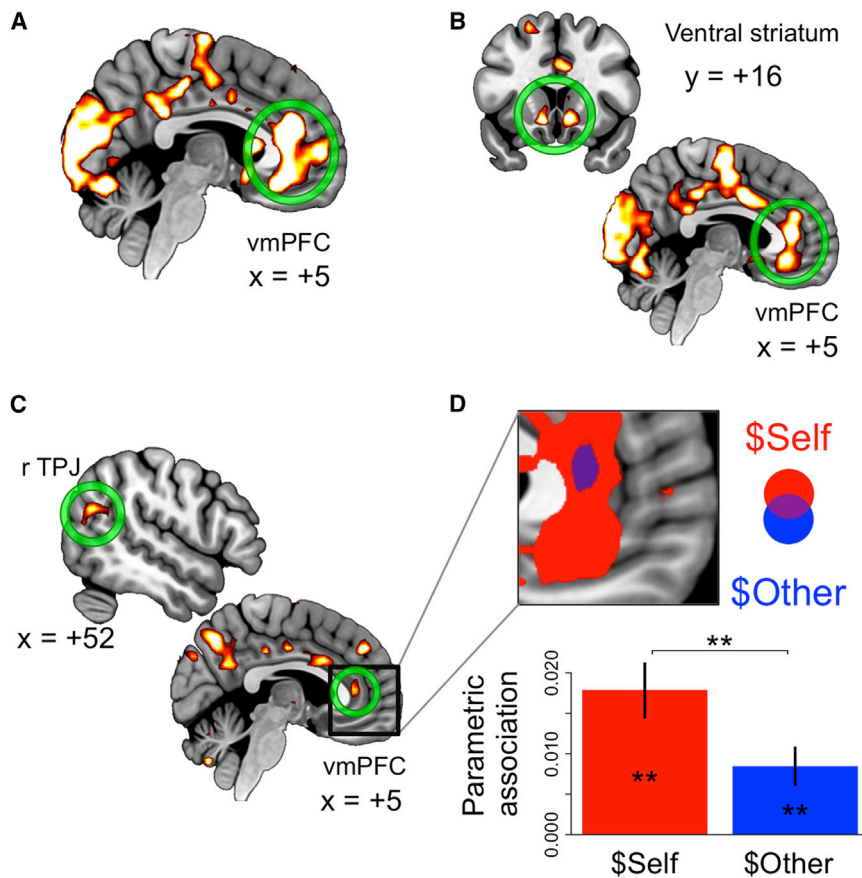 A
vmPFC
x = +5
B
Ventral striatum
y = +16
vmPFC
x = +5
C
r TPJ
x = +52
vmPFC
x = +5
D
$Self
$Other
**
Parametric
association
0.020
0.010
0.000
**
**
$Self
$Other